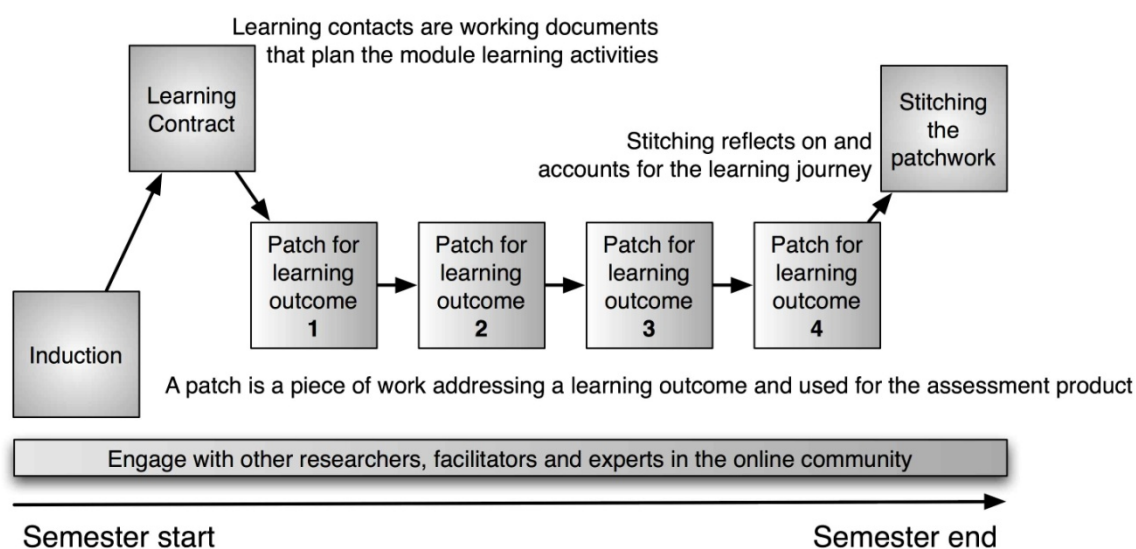 Learning contacts are working documents
that plan the module learning activities
Learning
Contract
Stitching
the
patchwork
Stitching reflects on and
accounts for the learning journey
Patch for
learning
outcome
1
Patch for
learning
outcome
2
Patch for
learning
outcome
3
Patch for
learning
outcome
4
Induction
A patch is a piece of work addressing a learning outcome and used for the assessment product
Engage with other researchers, facilitators and experts in the online community
Semester start
Semester end